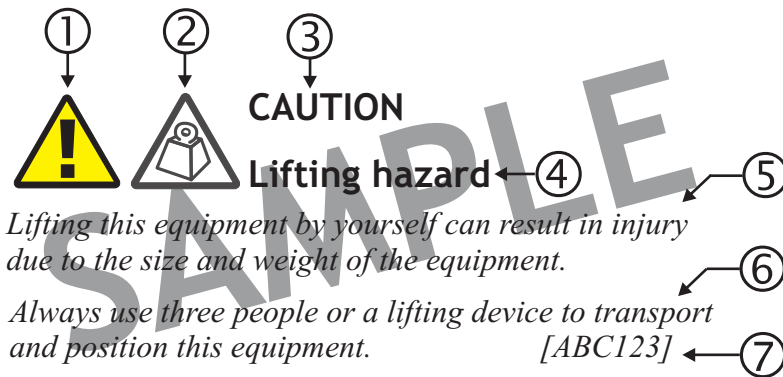 ① ② ③
CAUTION
Lifting hazard ④
⑤
Lifting this equipment by yourself can result in injury
due to the size and weight of the equipment.
⑥
Always use three people or a lifting device to transport
and position this equipment. [ABC123] ⑦
SAMPLE